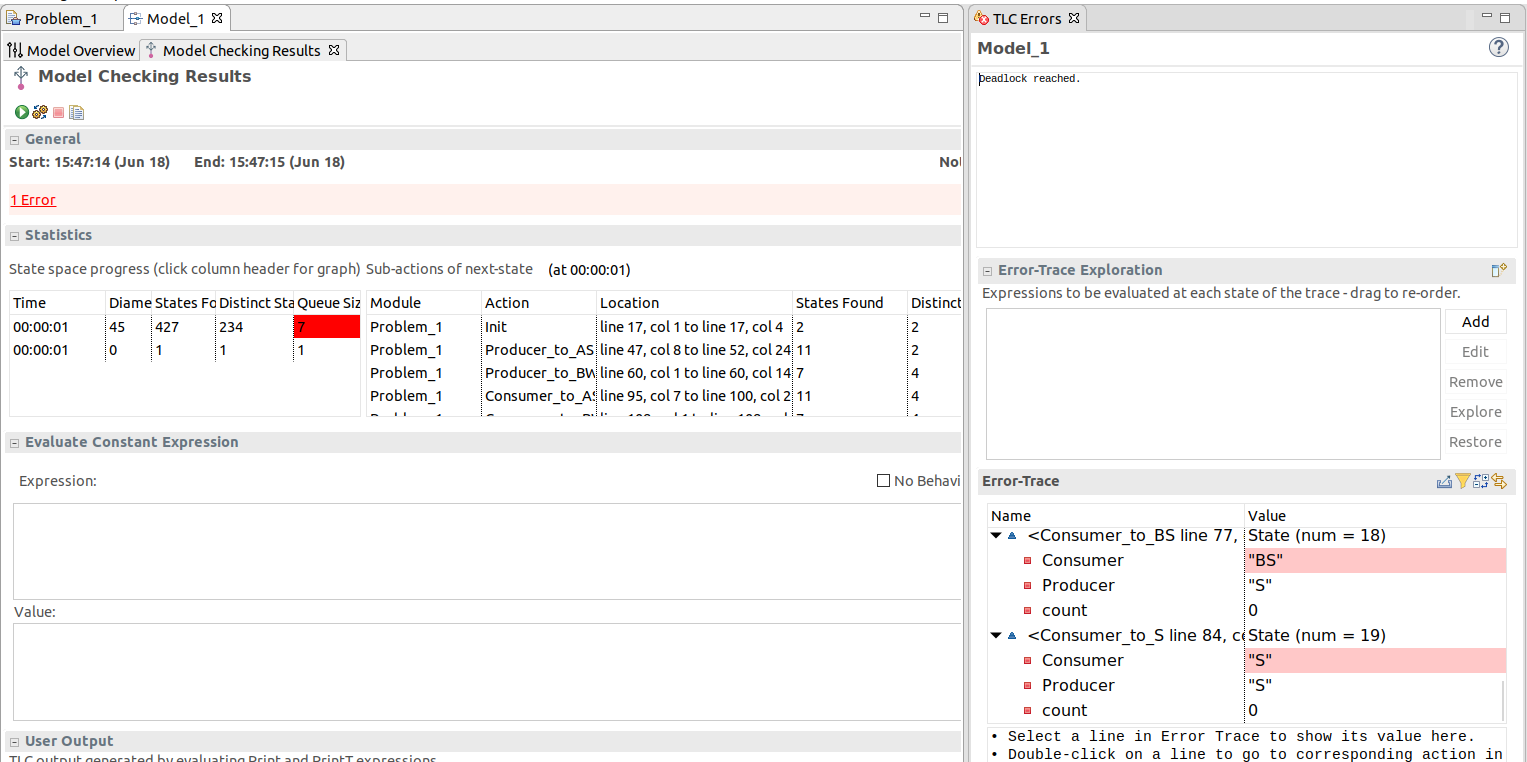 Problem_1
Model_1
Model Overview
Model Checking Results
Model Checking Results
General
Start: 15:47:14 (Jun 18) End: 15:47:15 (Jun 18)
1 Error
Statistics
State space progress (click column header for graph)
Time Diame States Fo Distinct Sta Queue Siz
00:00:01 45 427 234 7
00:00:01 0 1 1 1
Sub-actions of next-state (at 00:00:01)
Module Action Location States Found Distinct
Problem_1 Init line 17, col 1 to line 17, col 4 2 2
Problem_1 Producer_to_AS line 47, col 8 to line 52, col 24 11 2
Problem_1 Producer_to_BW line 60, col 1 to line 60, col 14 7 4
Problem_1 Consumer_to_AS line 95, col 7 to line 100, col 2 11 4
Evaluate Constant Expression
Expression:
No Behavi
Value:
User Output
TLC output generated by evaluating Print and PrintT expressions.
TLC Errors
Model_1
Deadlock reached.
Error-Trace Exploration
Expressions to be evaluated at each state of the trace - drag to re-order.
Add
Edit
Remove
Explore
Restore
Error-Trace
Name Value
<Consumer_to_BS line 77, State (num = 18)
Consumer "BS"
Producer "S"
count 0
<Consumer_to_S line 84, co State (num = 19)
Consumer "S"
Producer "S"
count 0
• Select a line in Error Trace to show its value here.
• Double-click on a line to go to corresponding action in